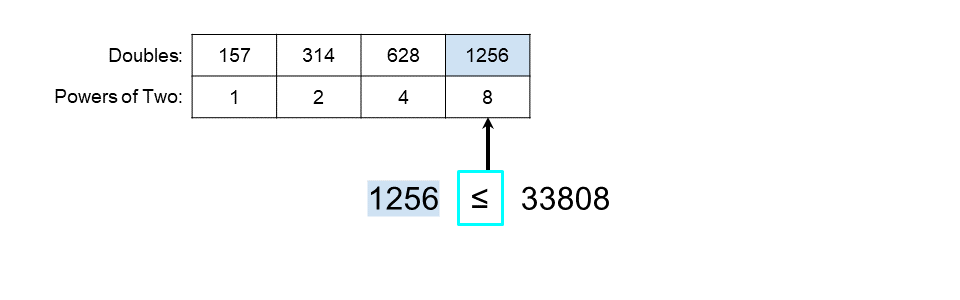 Doubles: 157 314 628 1256
Powers of Two: 1 2 4 8
1256 ≤ 33808